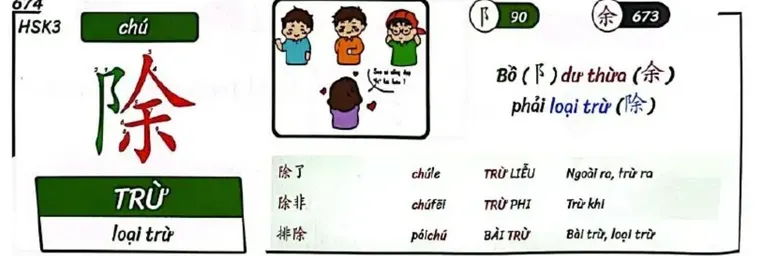 674
HSK3
chú
除
TRỪ
loại trừ
阝 90
余 673
Bồ (阝) dư thừa (余)
phải loại trừ (除)
除了 chúle TRỪ LIỄU Ngoài ra, trừ ra
除非 chúfēi TRỪ PHI Trừ khi
排除 páichú BÀI TRỪ Bài trừ, loại trừ